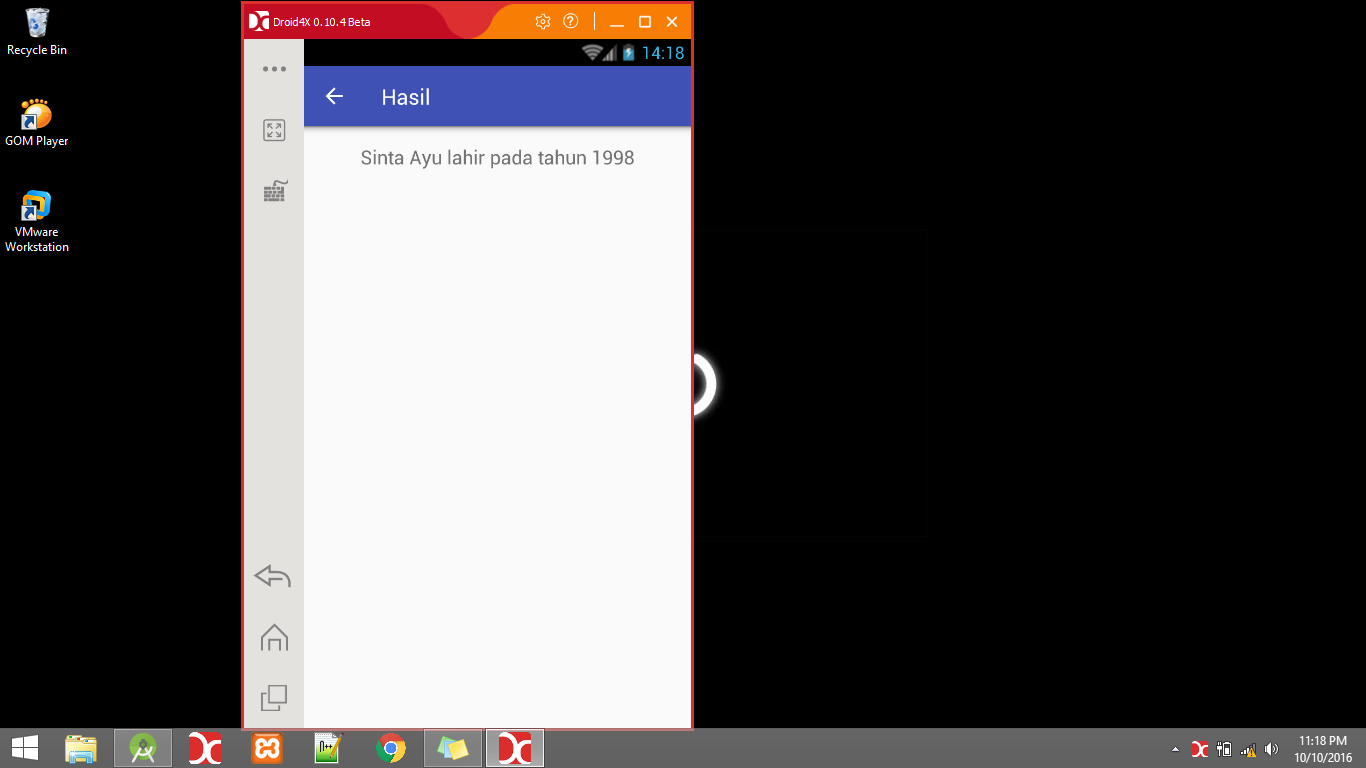 Recycle Bin
GOM Player
VMware
Workstation
Droid4X 0.10.4 Beta
14:18
Hasil
Sinta Ayu lahir pada tahun 1998
11:18 PM
10/10/2016